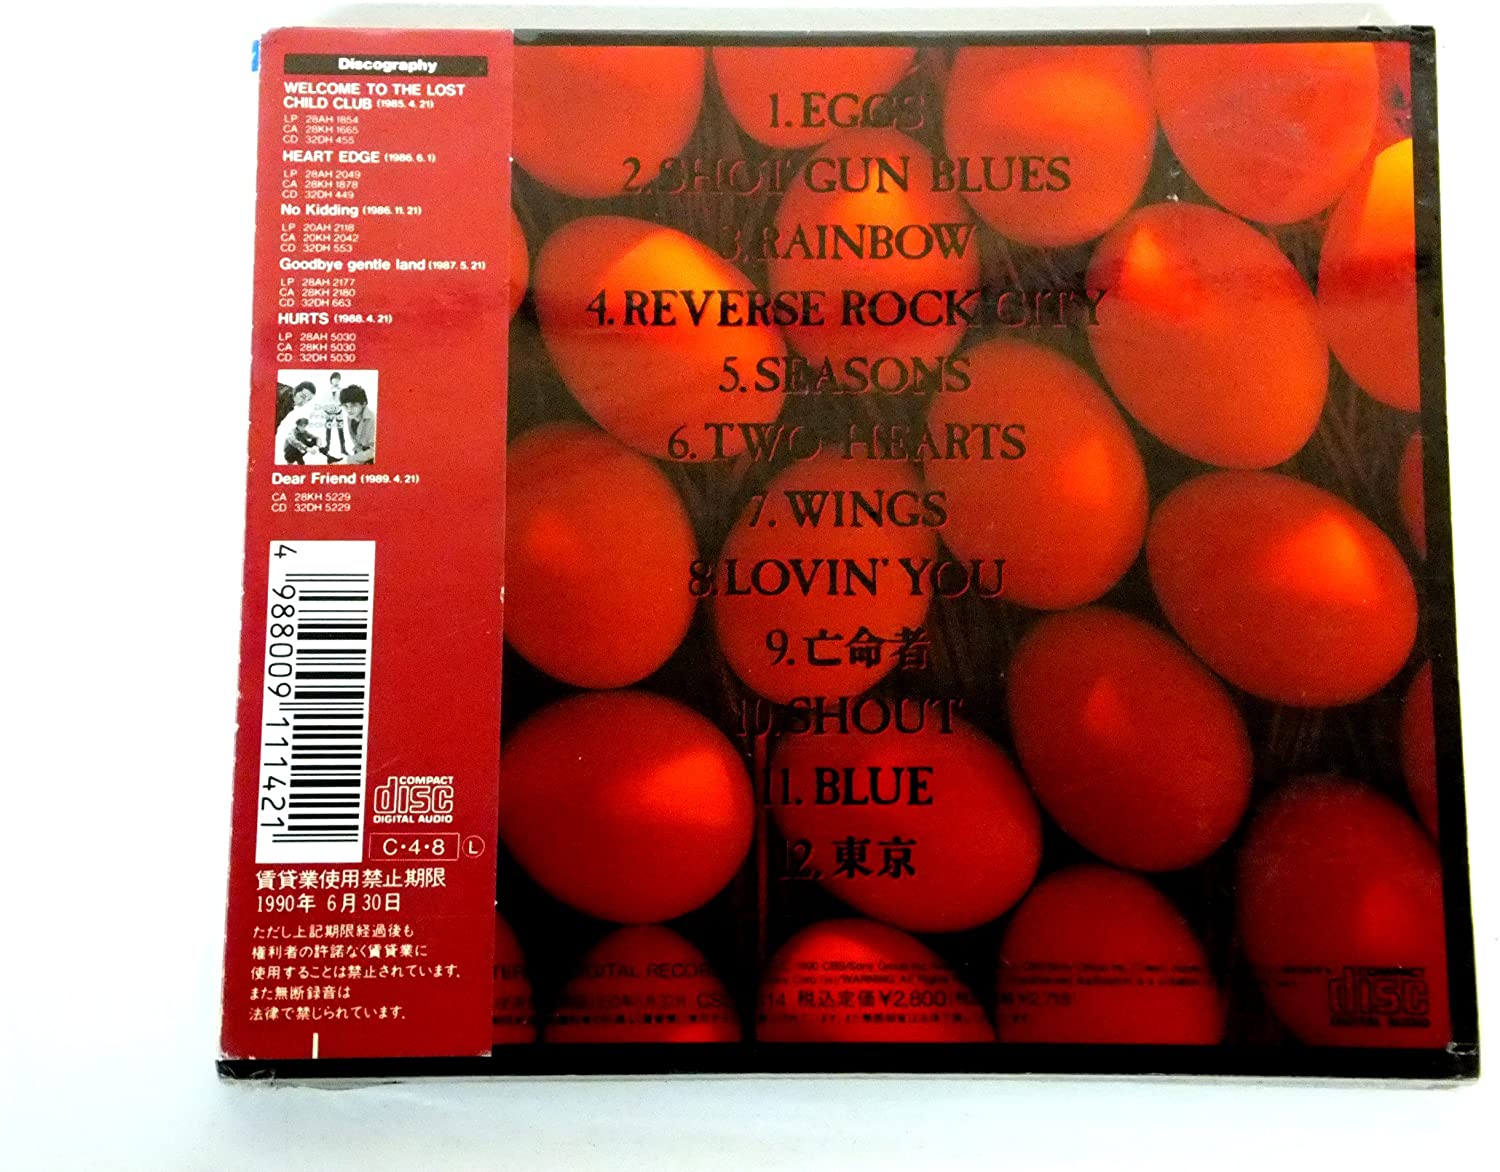 Discography
WELCOME TO THE LOST
CHILD CLUB (1985. 4. 21)
LP 28AH 1854
CA 28KH 1665
CD 32DH 455
HEART EDGE (1986. 6. 1)
LP 28AH 2049
CA 28KH 1878
CD 32DH 449
No Kidding (1986. 11. 21)
LP 20AH 2118
CA 20KH 2042
CD 32DH 553
Goodbye gentle land (1987. 5. 21)
LP 28AH 2177
CA 28KH 2180
CD 32DH 663
HURTS (1988. 4. 21)
LP 28AH 5030
CA 28KH 5030
CD 32DH 5030
Dear Friend (1989. 4. 21)
CA 28KH 5229
CD 32DH 5229
4 988009 111421
COMPACT
disc
DIGITAL AUDIO
C・4・8 L
賃貸業使用禁止期限
1990年 6月30日
ただし上記期限経過後も
権利者の許諾なく賃貸業に
使用することは禁止されています。
また無断録音は
法律で禁じられています。
1. EGGS
2. SHOT GUN BLUES
3. RAINBOW
4. REVERSE ROCK CITY
5. SEASONS
6. TWO HEARTS
7. WINGS
8. LOVIN' YOU
9. 亡命者
10. SHOUT
11. BLUE
12. 東京
DIGITAL
1990 CBS/Sony Group Inc.
WARNING: All Rights
税込定価¥2,800
disc
DIGITAL AUDIO